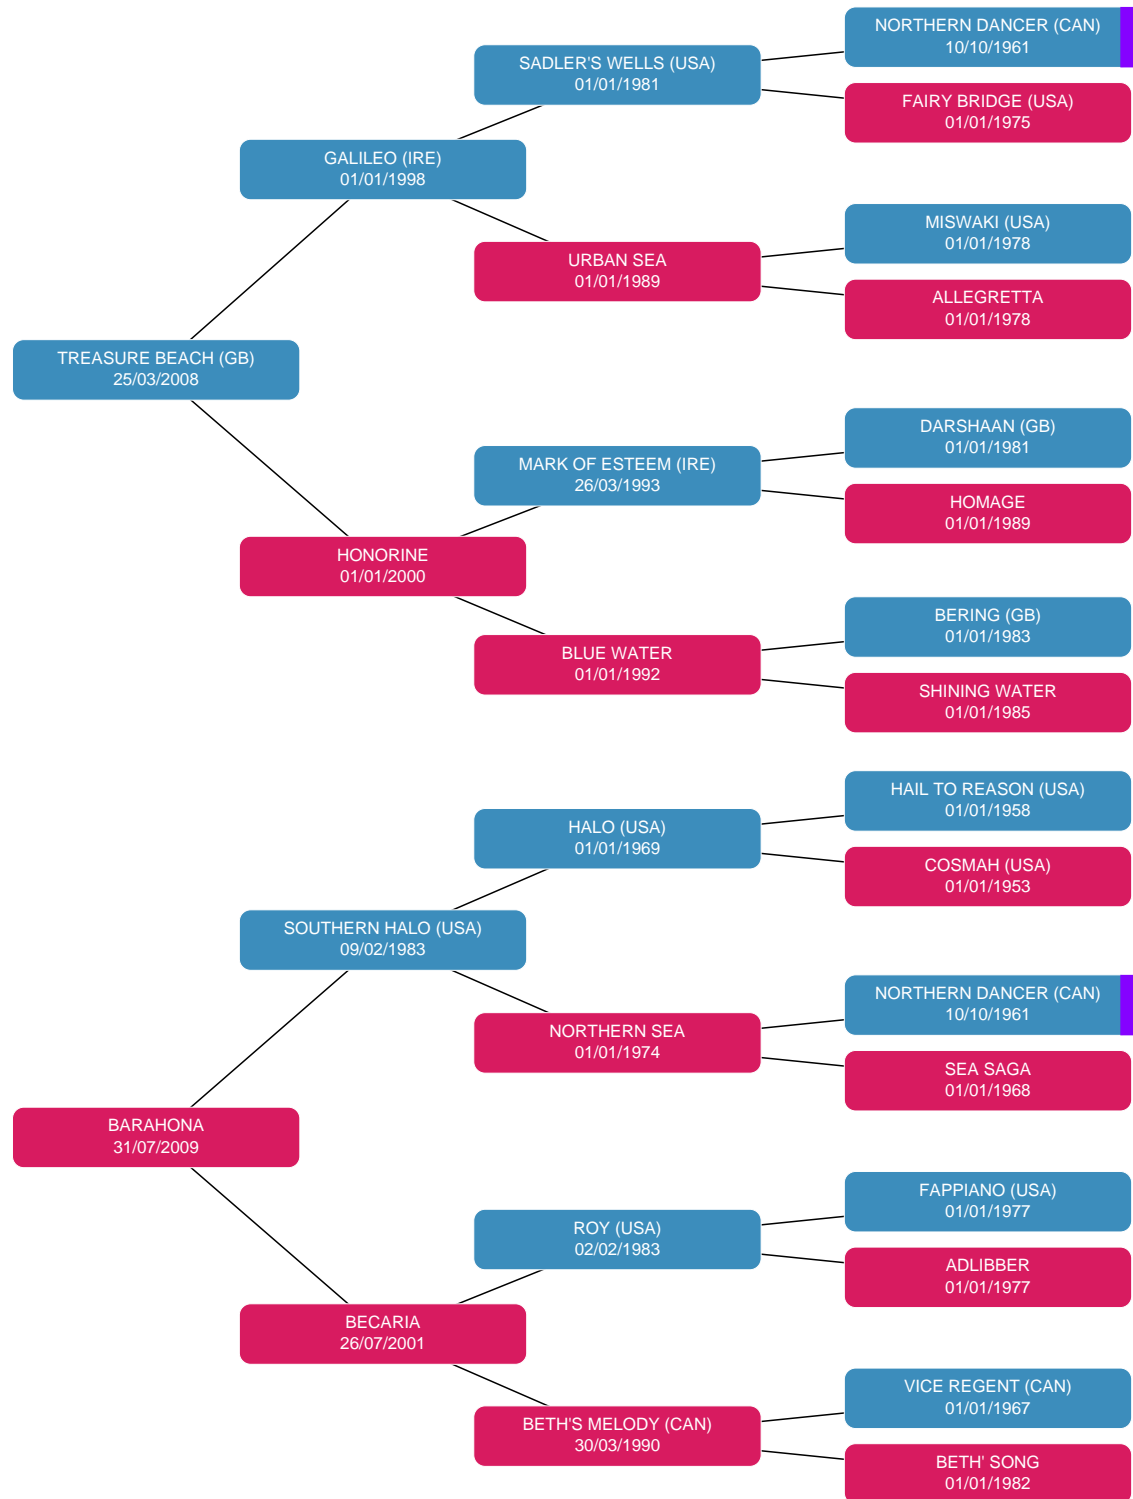 NORTHERN DANCER (CAN)
10/10/1961
SADLER'S WELLS (USA)
01/01/1981
FAIRY BRIDGE (USA)
01/01/1975
GALILEO (IRE)
01/01/1998
MISWAKI (USA)
01/01/1978
URBAN SEA
01/01/1989
ALLEGRETTA
01/01/1978
TREASURE BEACH (GB)
25/03/2008
DARSHAAN (GB)
01/01/1981
MARK OF ESTEEM (IRE)
26/03/1993
HOMAGE
01/01/1989
HONORINE
01/01/2000
BERING (GB)
01/01/1983
BLUE WATER
01/01/1992
SHINING WATER
01/01/1985
HAIL TO REASON (USA)
01/01/1958
HALO (USA)
01/01/1969
COSMAH (USA)
01/01/1953
SOUTHERN HALO (USA)
09/02/1983
NORTHERN DANCER (CAN)
10/10/1961
NORTHERN SEA
01/01/1974
SEA SAGA
01/01/1968
BARAHONA
31/07/2009
FAPPIANO (USA)
01/01/1977
ROY (USA)
02/02/1983
ADLIBBER
01/01/1977
BECARIA
26/07/2001
VICE REGENT (CAN)
01/01/1967
BETH'S MELODY (CAN)
30/03/1990
BETH' SONG
01/01/1982